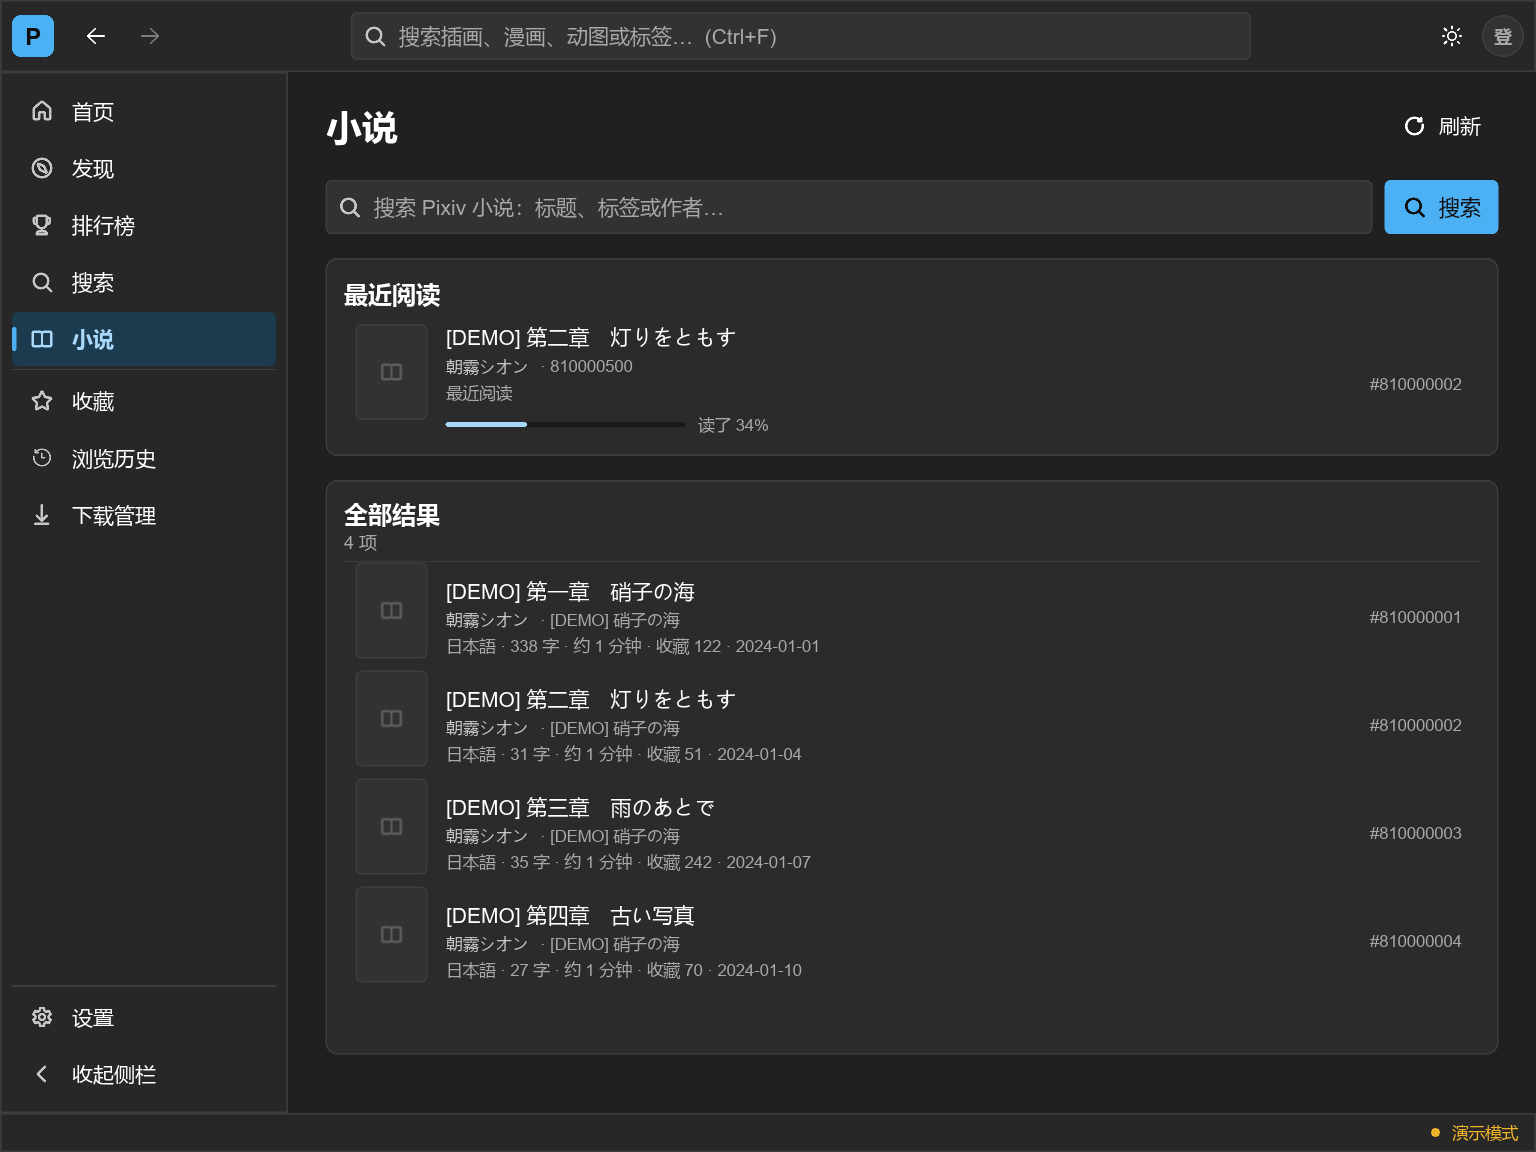 P
搜索插画、漫画、动图或标签… (Ctrl+F)
登
首页
发现
排行榜
搜索
小说
收藏
浏览历史
下载管理
设置
收起侧栏
小说
刷新
搜索 Pixiv 小说：标题、标签或作者…
搜索
最近阅读
[DEMO] 第二章　灯りをともす
朝霧シオン · 810000500
最近阅读
读了 34%
#810000002
全部结果
4 项
[DEMO] 第一章　硝子の海
朝霧シオン · [DEMO] 硝子の海
日本語 · 338 字 · 约 1 分钟 · 收藏 122 · 2024-01-01
#810000001
[DEMO] 第二章　灯りをともす
朝霧シオン · [DEMO] 硝子の海
日本語 · 31 字 · 约 1 分钟 · 收藏 51 · 2024-01-04
#810000002
[DEMO] 第三章　雨のあとで
朝霧シオン · [DEMO] 硝子の海
日本語 · 35 字 · 约 1 分钟 · 收藏 242 · 2024-01-07
#810000003
[DEMO] 第四章　古い写真
朝霧シオン · [DEMO] 硝子の海
日本語 · 27 字 · 约 1 分钟 · 收藏 70 · 2024-01-10
#810000004
演示模式